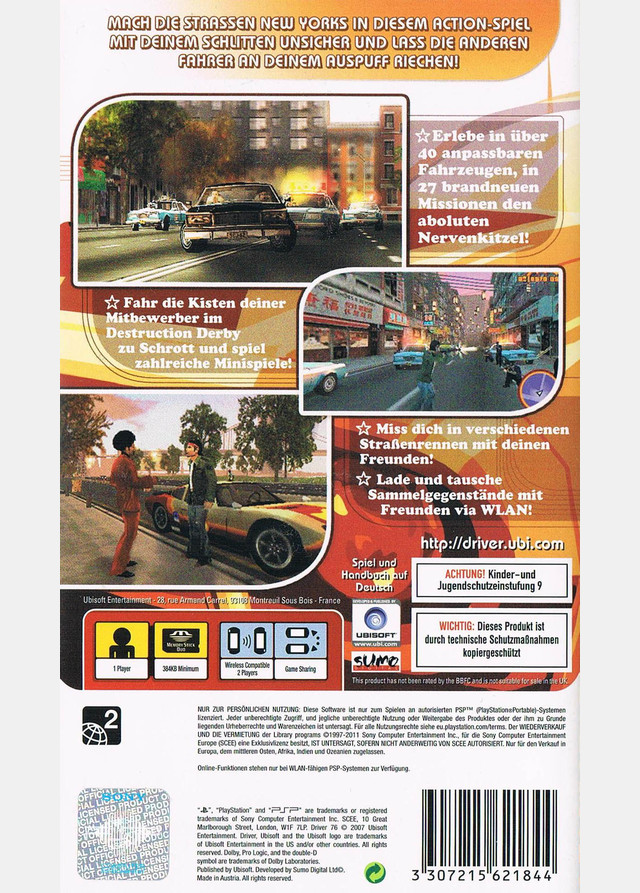 MACH DIE STRASSEN NEW YORKS IN DIESEM ACTION-SPIEL
MIT DEINEM SCHLITTEN UNSICHER UND LASS DIE ANDEREN
FAHRER AN DEINEM AUSPUFF RIECHEN!
Erlebe in über
40 anpassbaren
Fahrzeugen, in
27 brandneuen
Missionen den
aboluten
Nervenkitzel!
Fahr die Kisten deiner
Mitbewerber im
Destruction Derby
zu Schrott und spiel
zahlreiche Minispiele!
Miss dich in verschiedenen
Straßenrennen mit deinen
Freunden!
Lade und tausche
Sammelgegenstände mit
Freunden via WLAN!
http://driver.ubi.com
Spiel und
Handbuch auf
Deutsch
ACHTUNG! Kinder-und
Jugendschutzeinstufung 9
Ubisoft Entertainment - 28, rue Armand Carrel, 93108 Montreuil Sous Bois - France
DEVELOPED & PUBLISHED BY
UBISOFT
www.ubi.com
SUMO
WICHTIG: Dieses Produkt ist
durch technische Schutzmaßnahmen
kopiergeschützt
1 Player
MEMORY STICK
DUO
384KB Minimum
Wireless Compatible
2 Players
Game Sharing
This product has not been rated by the BBFC and is not suitable for sale in the UK.
2
NUR ZUR PERSÖNLICHEN NUTZUNG: Diese Software ist nur zum Spielen an autorisierten PSP™ (PlayStation®Portable)-Systemen
lizenziert. Jeder unberechtigte Zugriff, und jegliche unberechtigte Nutzung oder Weitergabe des Produktes oder der ihm zu Grunde
liegenden Urheberrechte und Warenzeichen ist untersagt. Für alle Nutzungsrechte siehe eu.playstation.com/terms. Der WIEDERVERKAUF
UND DIE VERMIETUNG der Library programs ©1997-2011 Sony Computer Entertainment Inc., für die Sony Computer Entertainment
Europe (SCEE) eine Exklusivlizenz besitzt, IST UNTERSAGT, SOFERN NICHT ANDERWEITIG VON SCEE AUTORISIERT. Nur für den Verkauf in
Europa, dem mittleren Osten, Afrika, Indien und Ozeanien zugelassen.
Online-Funktionen stehen nur bei WLAN-fähigen PSP-Systemen zur Verfügung.
SONY
"", "PlayStation" and "PSP" are trademarks or registered
trademarks of Sony Computer Entertainment Inc. SCEE, 10 Great
Marlborough Street, London, W1F 7LP. Driver 76 © 2007 Ubisoft
Entertainment. Driver, Ubisoft and the Ubisoft logo are trademarks
of Ubisoft Entertainment in the US and/or other countries. All rights
reserved. Dolby, Pro Logic, and the double-D
symbol are trademarks of Dolby Laboratories.
Published by Ubisoft. Developed by Sumo Digital Ltd©.
Made in Austria. All rights reserved.
3 307215 621844